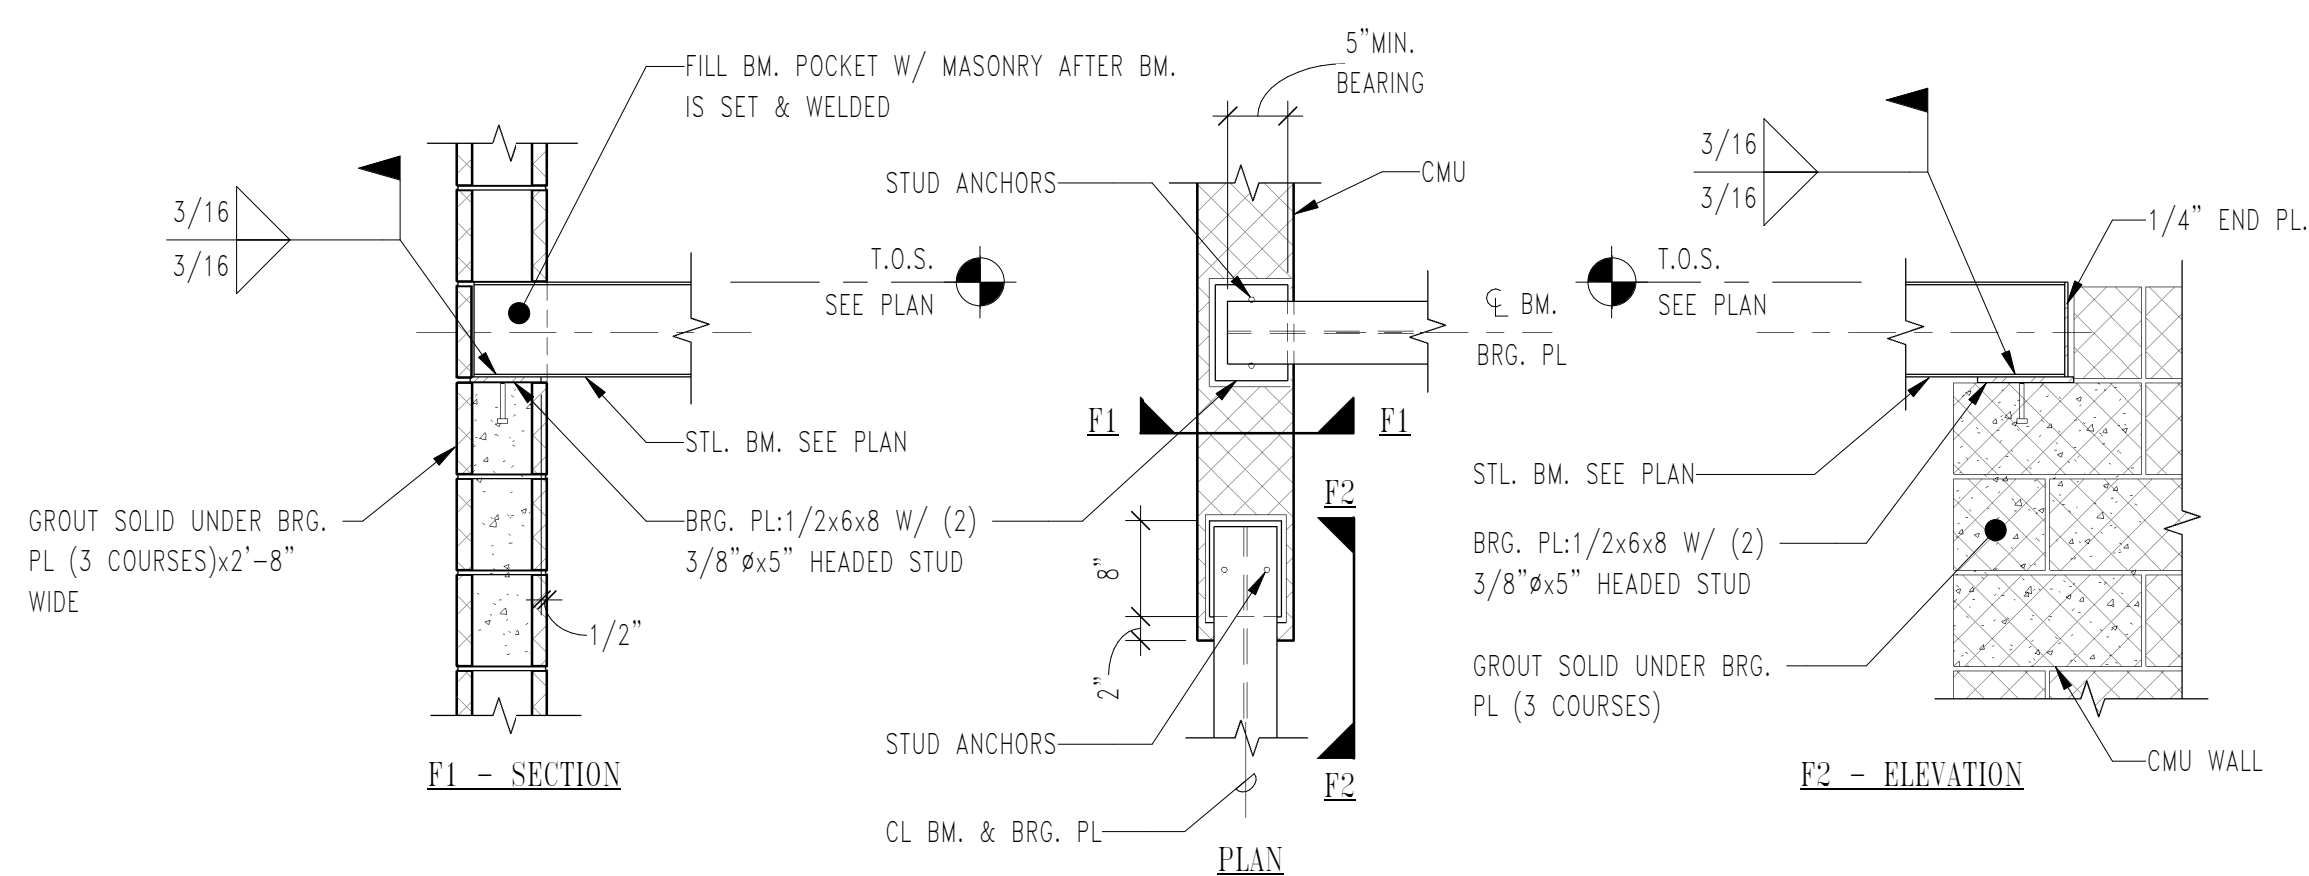 FILL BM. POCKET W/ MASONRY AFTER BM.
IS SET & WELDED
3/16
3/16
T.O.S.
SEE PLAN
STL. BM. SEE PLAN
GROUT SOLID UNDER BRG.
PL (3 COURSES)x2'-8"
WIDE
BRG. PL:1/2x6x8 W/ (2)
3/8"øx5" HEADED STUD
1/2"
F1 - SECTION
5"MIN.
BEARING
STUD ANCHORS
CMU
℄ BM.
BRG. PL
F1
F1
F2
8"
2"
STUD ANCHORS
F2
CL BM. & BRG. PL
PLAN
3/16
3/16
1/4" END PL.
T.O.S.
SEE PLAN
STL. BM. SEE PLAN
BRG. PL:1/2x6x8 W/ (2)
3/8"øx5" HEADED STUD
GROUT SOLID UNDER BRG.
PL (3 COURSES)
CMU WALL
F2 - ELEVATION